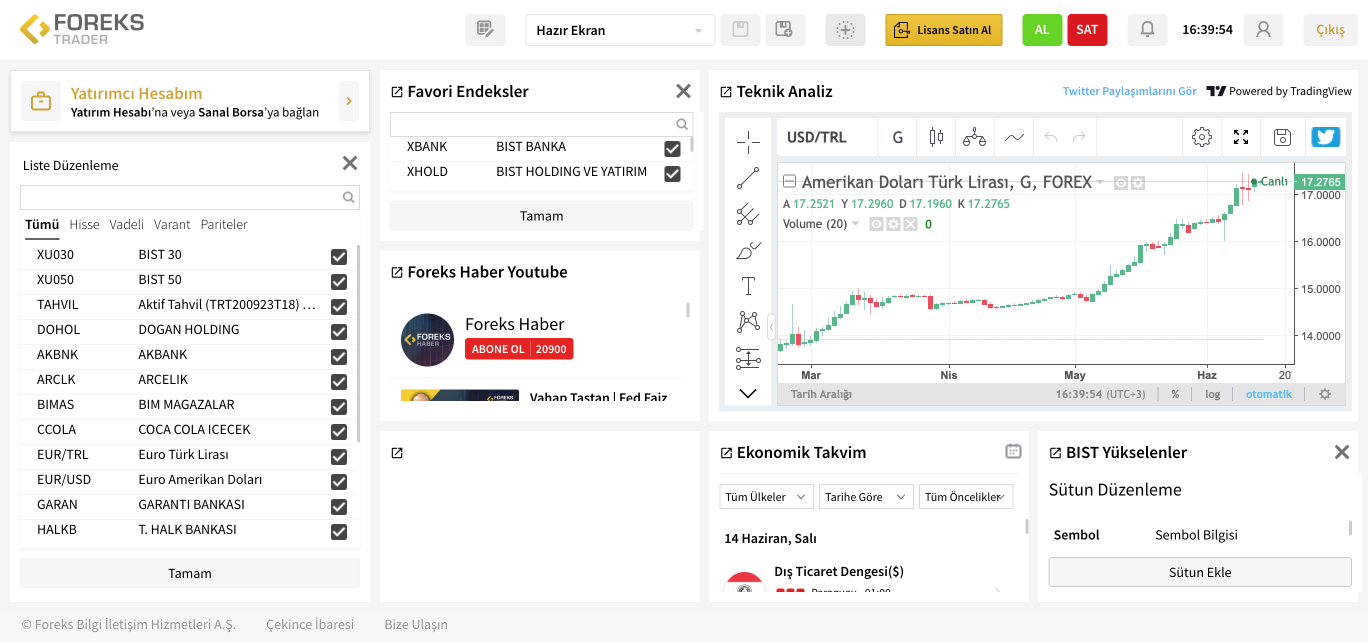 FOREKS
TRADER
Hazır Ekran
Lisans Satın Al
AL
SAT
16:39:54
Çıkış
Yatırımcı Hesabım
Yatırım Hesabı'na veya Sanal Borsa'ya bağlan
Liste Düzenleme
Tümü Hisse Vadeli Varant Pariteler
XU030 BIST 30
XU050 BIST 50
TAHVIL Aktif Tahvil (TRT200923T18) ...
DOHOL DOGAN HOLDING
AKBNK AKBANK
ARCLK ARCELIK
BIMAS BIM MAGAZALAR
CCOLA COCA COLA ICECEK
EUR/TRL Euro Türk Lirası
EUR/USD Euro Amerikan Doları
GARAN GARANTI BANKASI
HALKB T. HALK BANKASI
Tamam
Favori Endeksler
XBANK BIST BANKA
XHOLD BIST HOLDING VE YATIRIM
Tamam
Foreks Haber Youtube
FOREKS
HABER
Foreks Haber
ABONE OL 20900
FOREKS
Vahap Taştan | Fed Faiz
Teknik Analiz
Twitter Paylaşımlarını Gör
Powered by TradingView
USD/TRL
G
Amerikan Doları Türk Lirası, G, FOREX
A 17.2521 Y 17.2960 D 17.1960 K 17.2765
Volume (20) 0
Canlı
17.2765
17.0000
16.0000
15.0000
14.0000
Mar Nis May Haz 20
Tarih Aralığı
16:39:54 (UTC+3)
%
log
otomatik
Ekonomik Takvim
Tüm Ülkeler
Tarihe Göre
Tüm Öncelikler
14 Haziran, Salı
Dış Ticaret Dengesi($)
Paraguay 01:00
BIST Yükselenler
Sütun Düzenleme
Sembol Sembol Bilgisi
Sütun Ekle
© Foreks Bilgi İletişim Hizmetleri A.Ş.
Çekince İbaresi
Bize Ulaşın